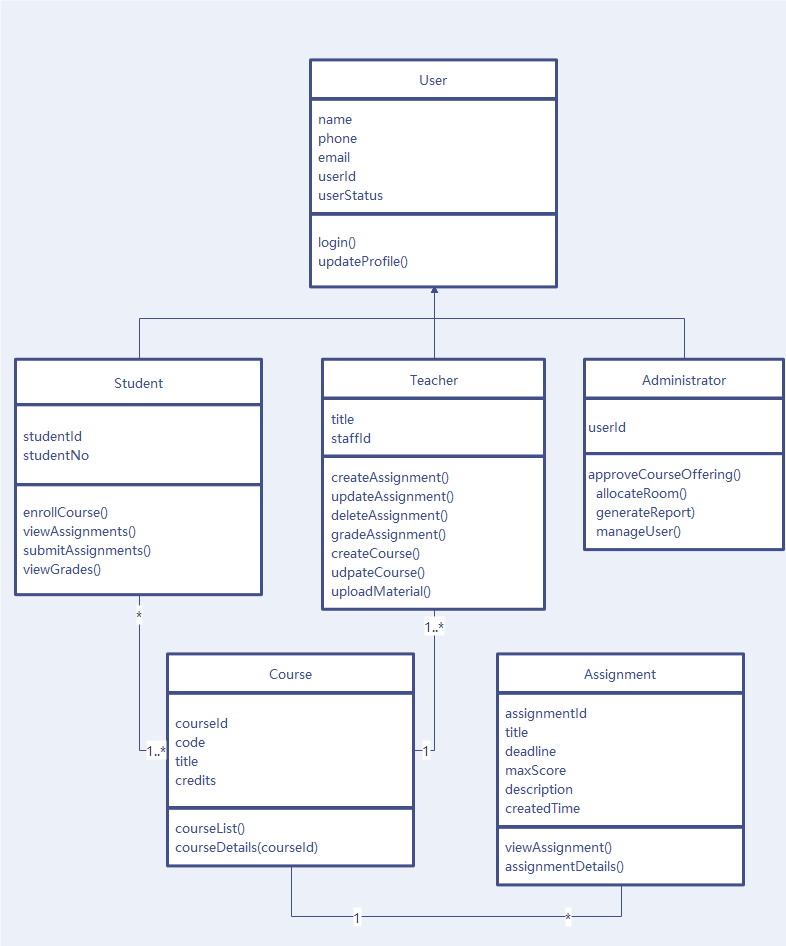 User
name
phone
email
userId
userStatus
login()
updateProfile()
Student
studentId
studentNo
enrollCourse()
viewAssignments()
submitAssignments()
viewGrades()
Teacher
title
staffId
createAssignment()
updateAssignment()
deleteAssignment()
gradeAssignment()
createCourse()
udpateCourse()
uploadMaterial()
Administrator
userId
approveCourseOffering()
allocateRoom()
generateReport)
manageUser()
*
1..*
1..*
1
Course
courseId
code
title
credits
courseList()
courseDetails(courseId)
Assignment
assignmentId
title
deadline
maxScore
description
createdTime
viewAssignment()
assignmentDetails()
1
*